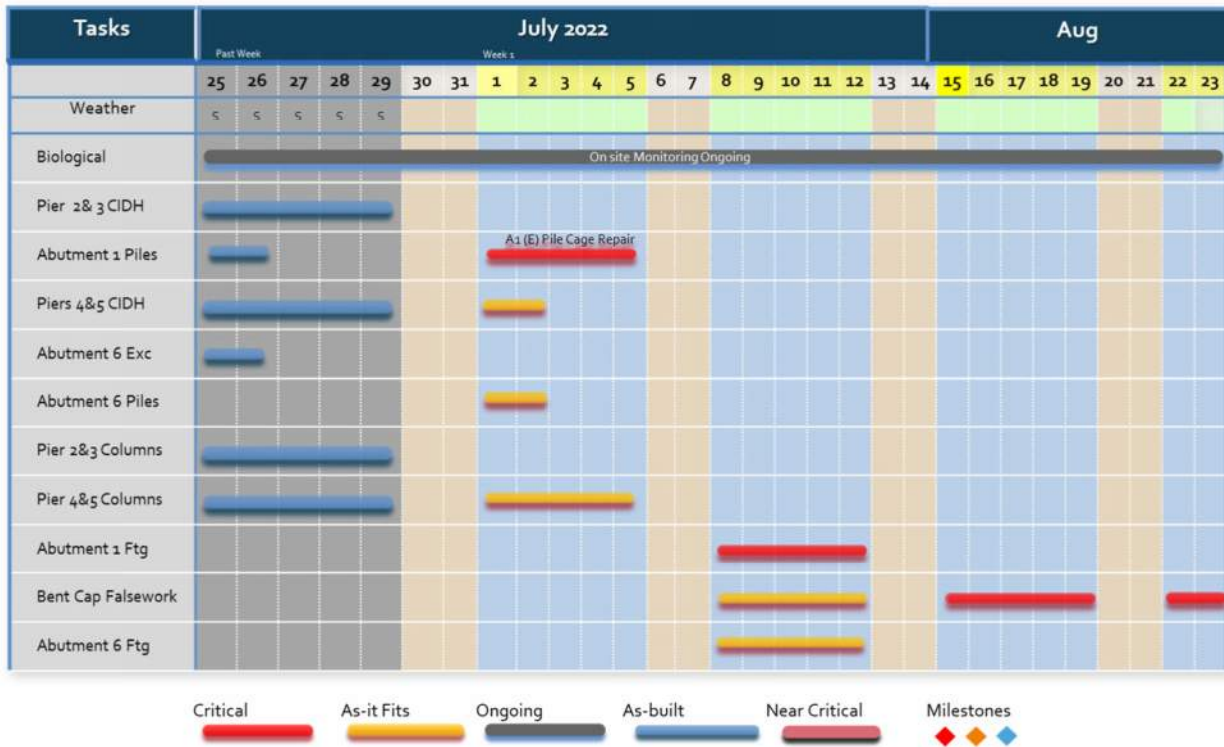 Tasks
July 2022
Aug
Past Week
Week 1
25 26 27 28 29 30 31 1 2 3 4 5 6 7 8 9 10 11 12 13 14 15 16 17 18 19 20 21 22 23
Weather
S S S S S
Biological
On site Monitoring Ongoing
Pier 2& 3 CIDH
Abutment 1 Piles
A1 (E) Pile Cage Repair
Piers 4&5 CIDH
Abutment 6 Exc
Abutment 6 Piles
Pier 2&3 Columns
Pier 4&5 Columns
Abutment 1 Ftg
Bent Cap Falsework
Abutment 6 Ftg
Critical As-it Fits Ongoing As-built Near Critical Milestones